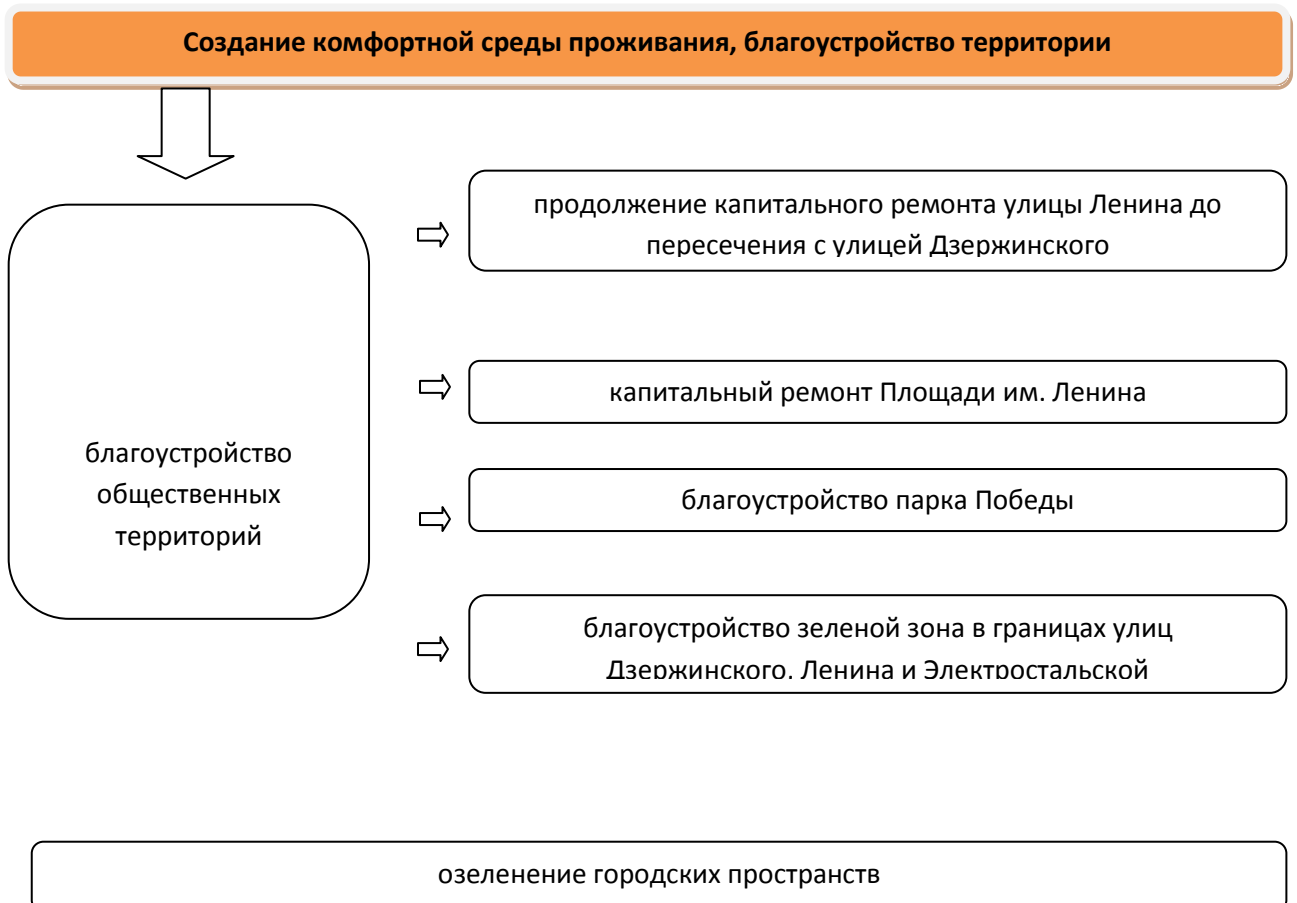 Создание комфортной среды проживания, благоустройство территории
продолжение капитального ремонта улицы Ленина до
пересечения с улицей Дзержинского
капитальный ремонт Площади им. Ленина
благоустройство
общественных
территорий
благоустройство парка Победы
благоустройство зеленой зона в границах улиц
Дзержинского, Ленина и Электростальской
озеленение городских пространств